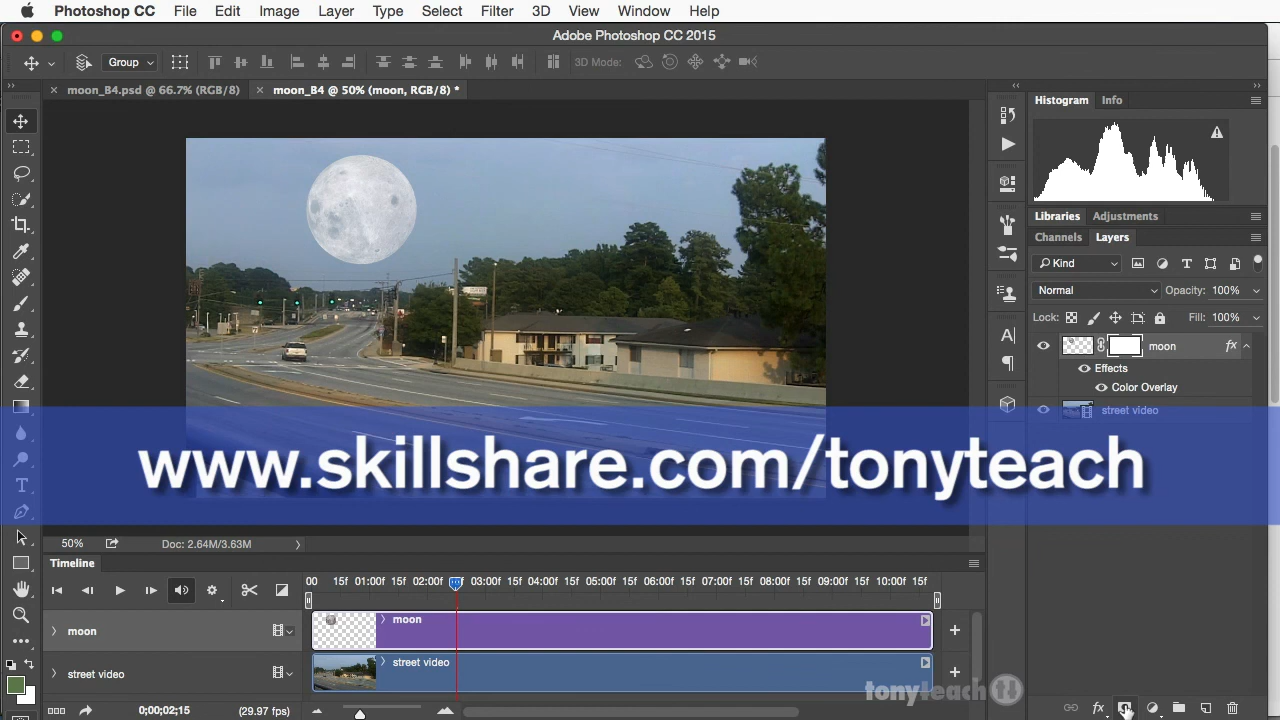 Photoshop CC File Edit Image Layer Type Select Filter 3D View Window Help
Adobe Photoshop CC 2015
Group 3D Mode:
moon_B4.psd @ 66.7% (RGB/8) moon_B4 @ 50% (moon, RGB/8) *
Histogram Info
Libraries Adjustments
Channels Layers
Kind
Normal Opacity: 100%
Lock: Fill: 100%
moon fx
Effects
Color Overlay
street video
www.skillshare.com/tonyteach
50% Doc: 2.64M/3.63M
Timeline
00 15f 01:00f 15f 02:00f 03:00f 15f 04:00f 15f 05:00f 15f 06:00f 15f 07:00f 15f 08:00f 15f 09:00f 15f 10:00f 15f
moon moon
street video street video
tonyteach
0;00;02;15 (29.97 fps) fx